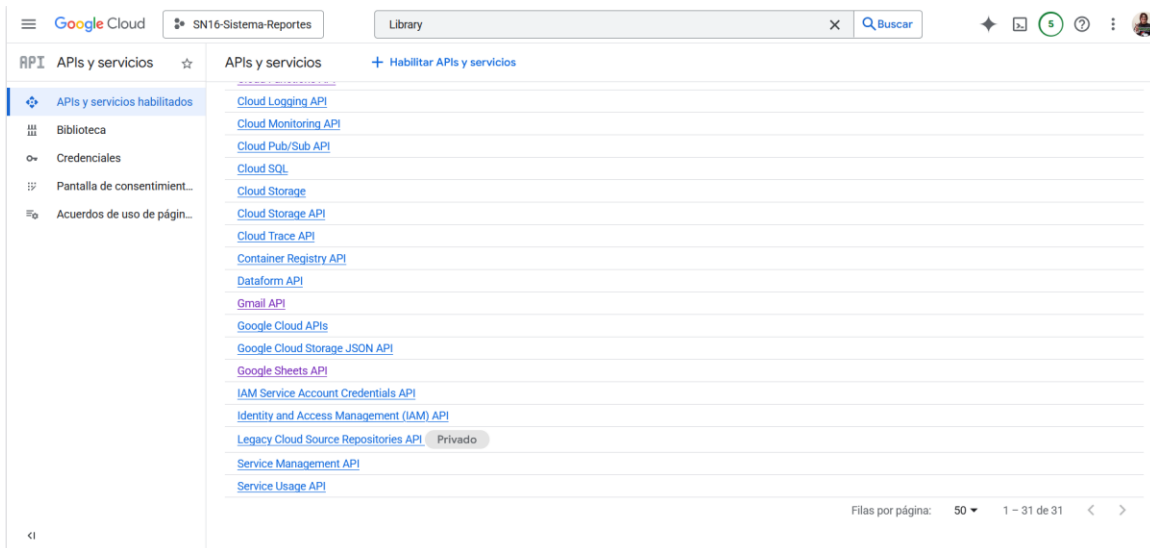 Google Cloud
SN16-Sistema-Reportes
Library
Buscar
5
API APIs y servicios
APIs y servicios
+ Habilitar APIs y servicios
APIs y servicios habilitados
Biblioteca
Credenciales
Pantalla de consentimient...
Acuerdos de uso de págin...
Cloud Logging API
Cloud Monitoring API
Cloud Pub/Sub API
Cloud SQL
Cloud Storage
Cloud Storage API
Cloud Trace API
Container Registry API
Dataform API
Gmail API
Google Cloud APIs
Google Cloud Storage JSON API
Google Sheets API
IAM Service Account Credentials API
Identity and Access Management (IAM) API
Legacy Cloud Source Repositories API Privado
Service Management API
Service Usage API
Filas por página: 50 1 – 31 de 31